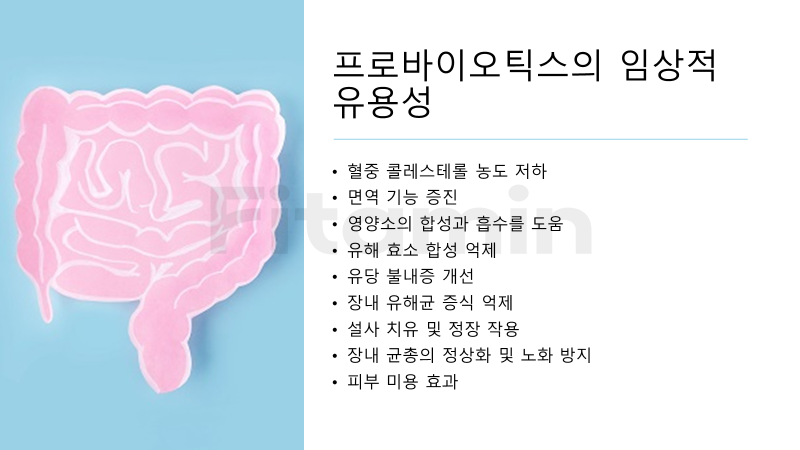 프로바이오틱스의 임상적
유용성
• 혈중 콜레스테롤 농도 저하
• 면역 기능 증진
• 영양소의 합성과 흡수를 도움
• 유해 효소 합성 억제
• 유당 불내증 개선
• 장내 유해균 증식 억제
• 설사 치유 및 정장 작용
• 장내 균총의 정상화 및 노화 방지
• 피부 미용 효과
Fitamin